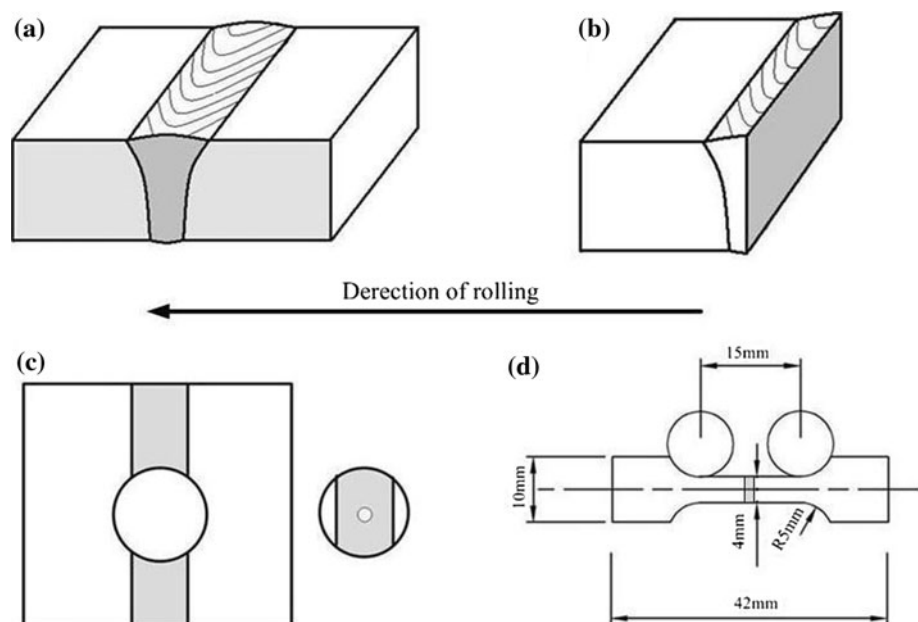 (a)
(b)
Derection of rolling
(c)
(d)
15mm
10mm
4mm
R5mm
42mm